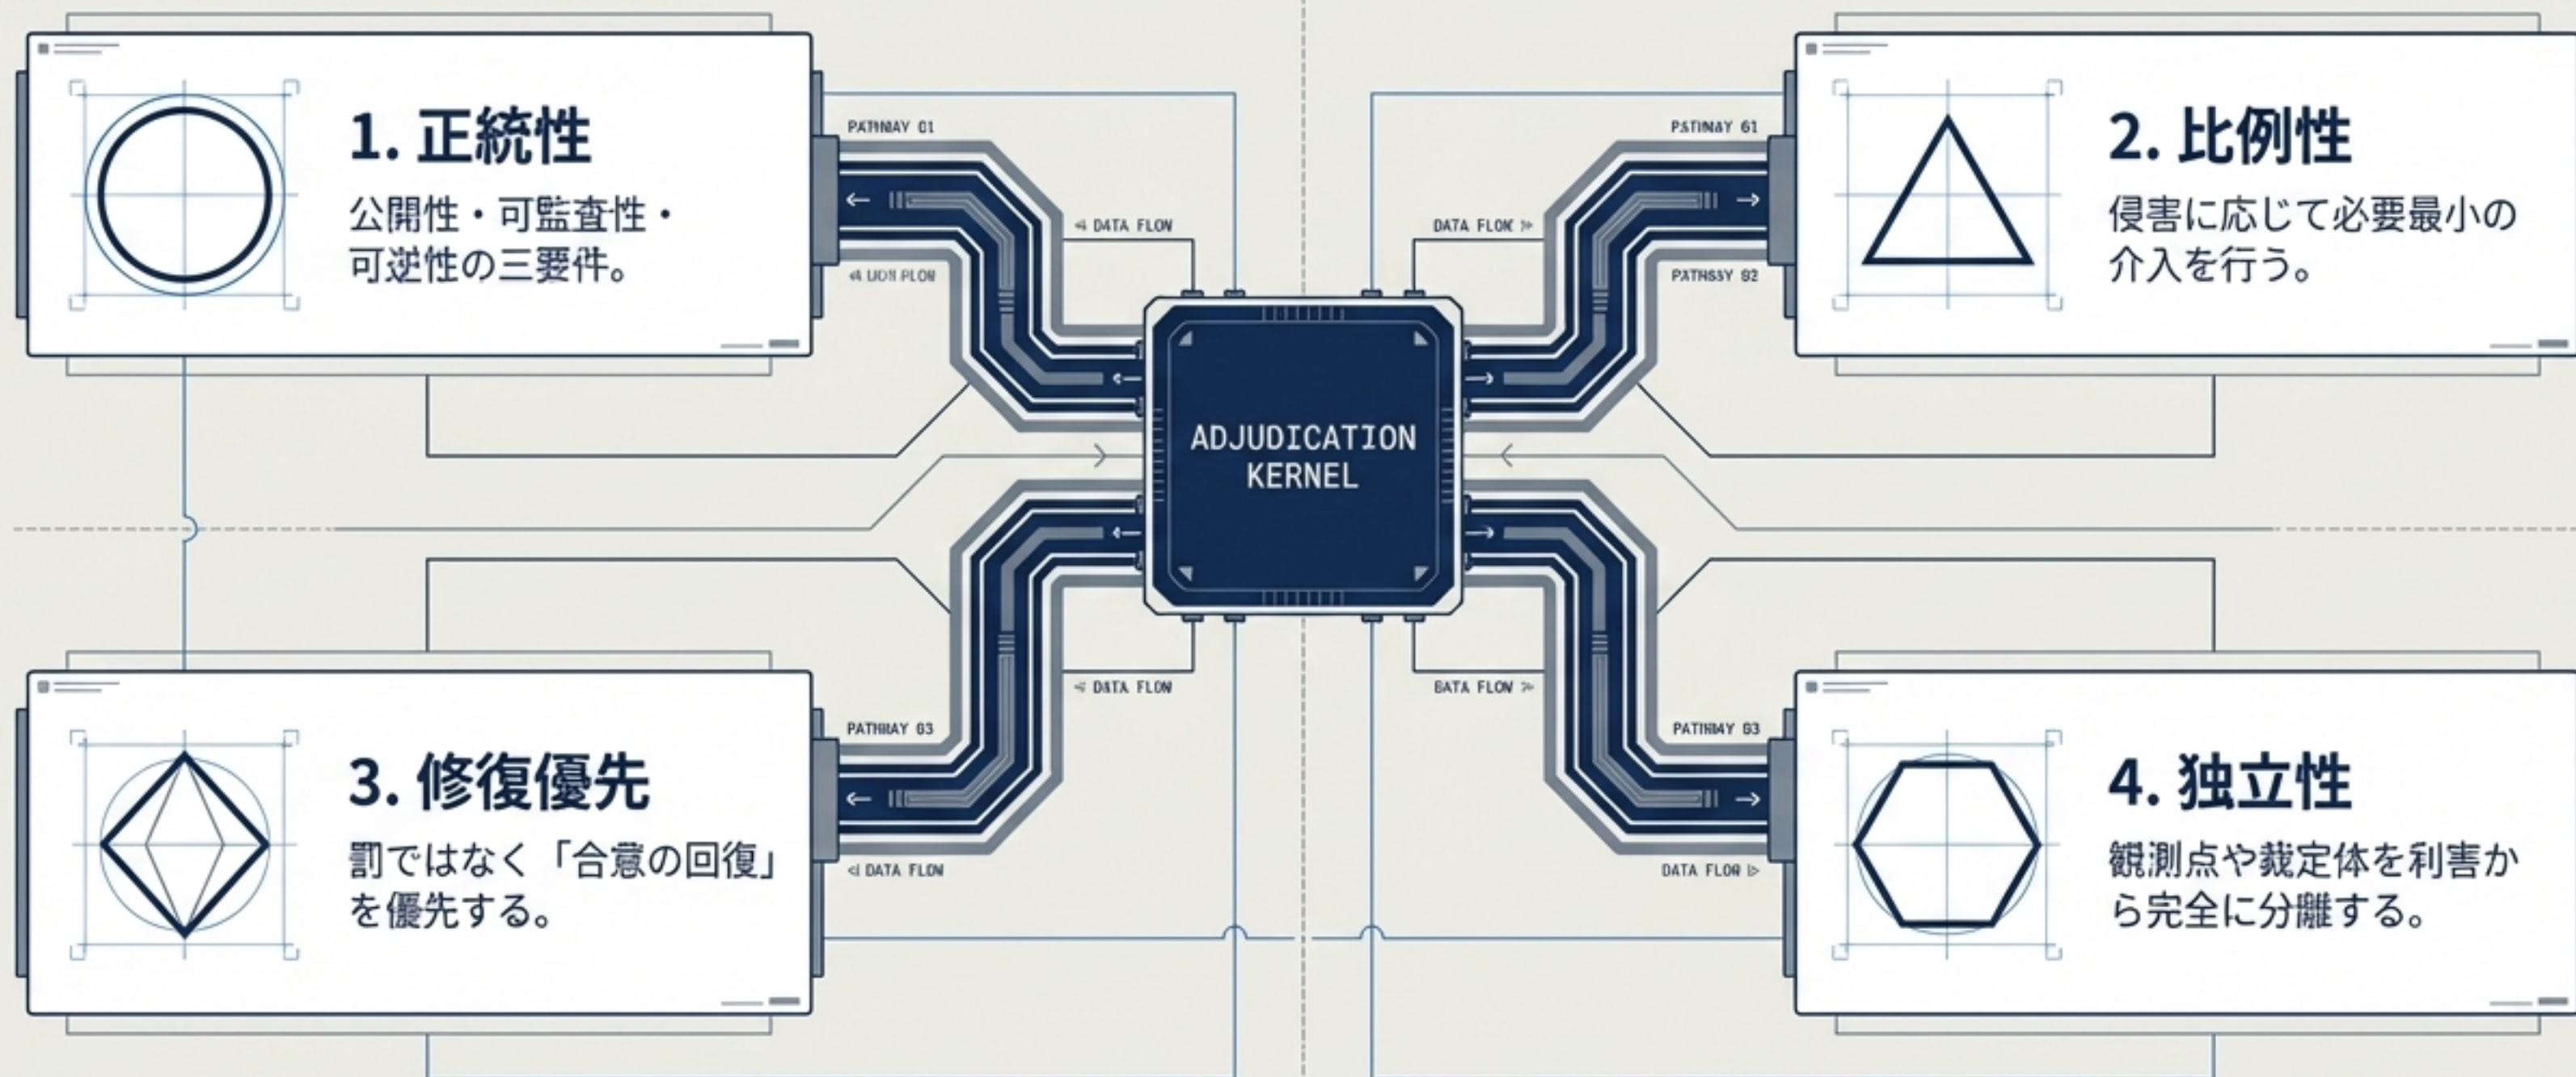 1. 正統性
公開性・可監査性・
可逆性の三要件。
2. 比例性
侵害に応じて必要最小の
介入を行う。
DATA FLOW
DATA FLOW
ADJUDICATION
KERNEL
3. 修復優先
罰ではなく「合意の回復」
を優先する。
DATA FLOW
DATA FLOW
4. 独立性
観測点や裁定体を利害か
ら完全に分離する。